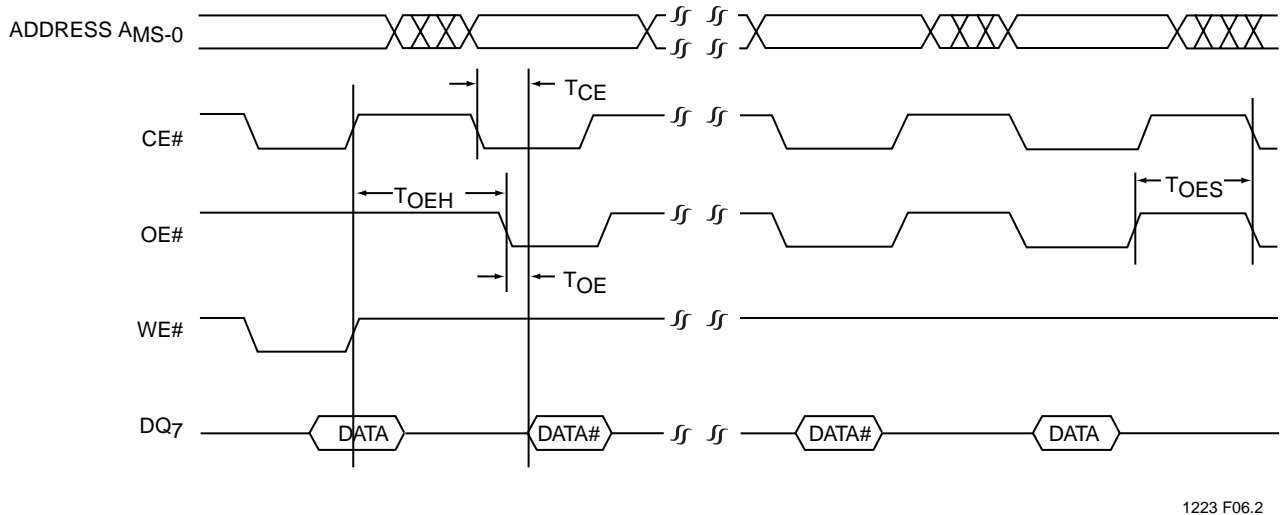 ADDRESS AMS-0
TCE
CE#
TOEH
TOES
OE#
TOE
WE#
DQ7
DATA
DATA#
DATA#
DATA
1223 F06.2